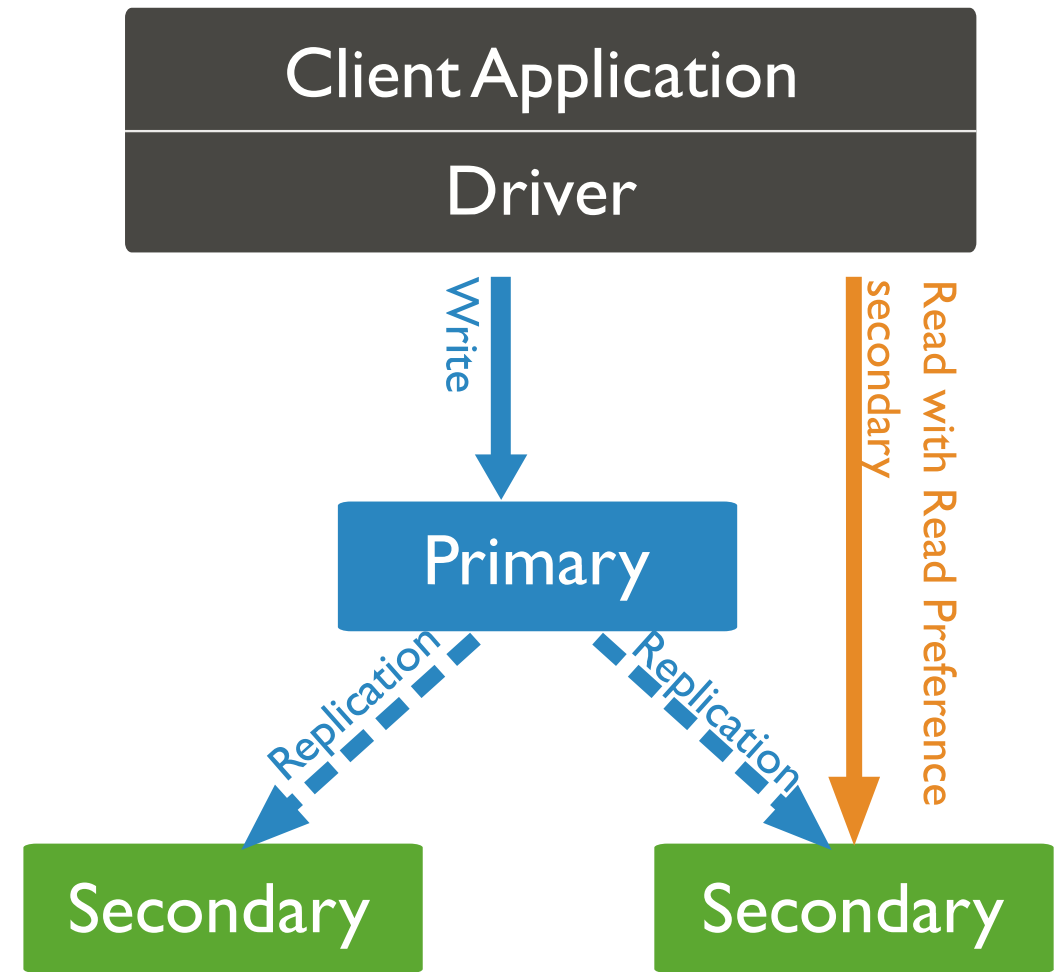 Client Application
Driver
Write
Read with Read Preference
secondary
Primary
Replication
Replication
Secondary
Secondary